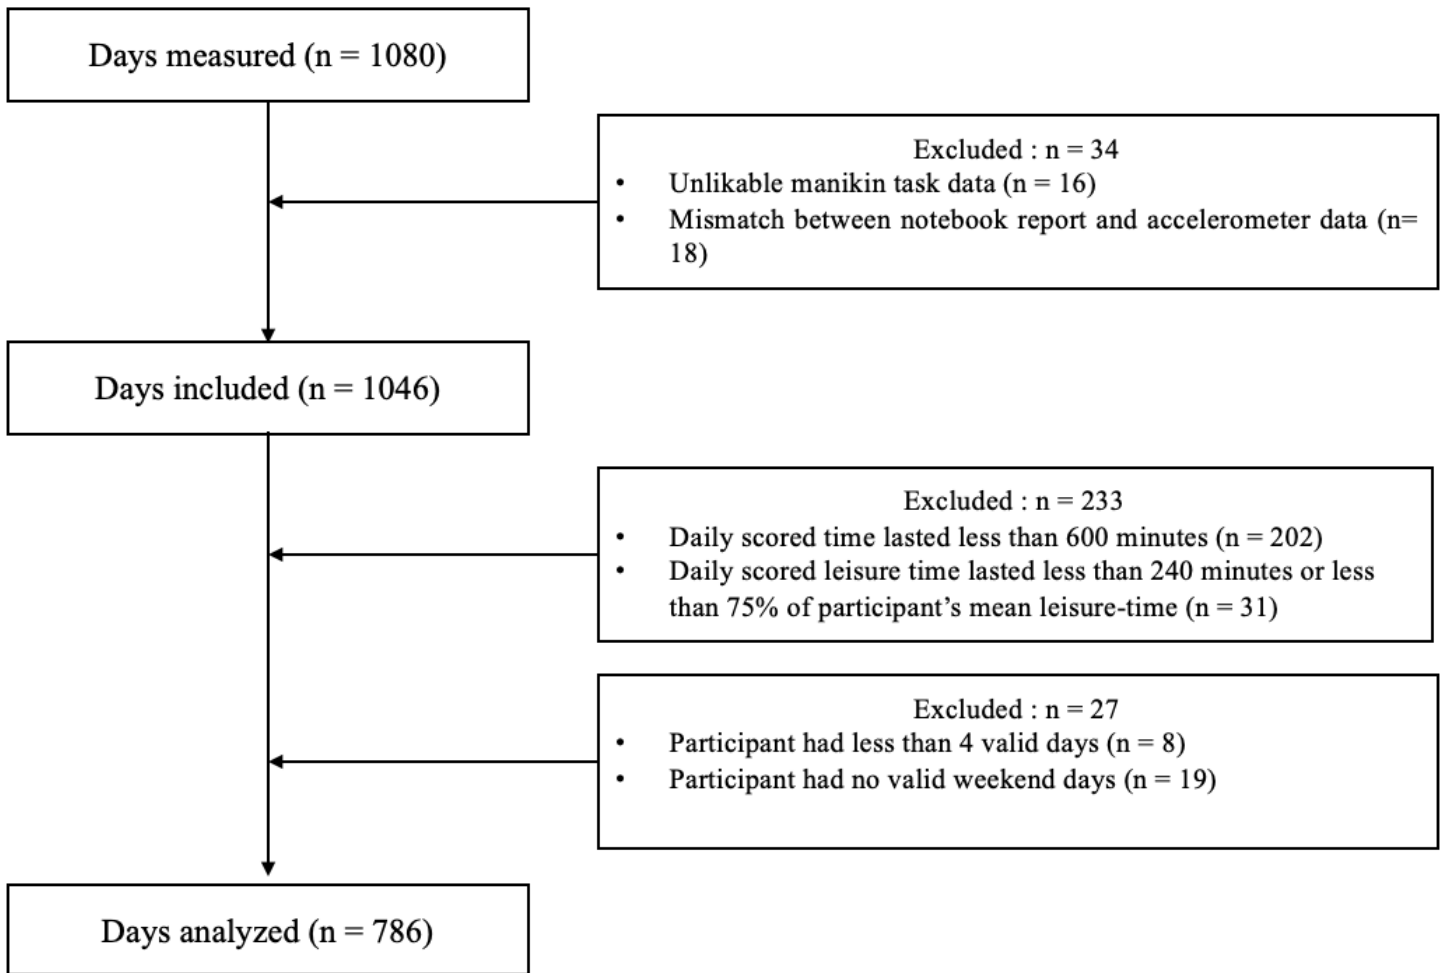 Days measured (n = 1080)
Excluded : n = 34
• Unlikable manikin task data (n = 16)
• Mismatch between notebook report and accelerometer data (n=
18)
Days included (n = 1046)
Excluded : n = 233
• Daily scored time lasted less than 600 minutes (n = 202)
• Daily scored leisure time lasted less than 240 minutes or less
than 75% of participant’s mean leisure-time (n = 31)
Excluded : n = 27
• Participant had less than 4 valid days (n = 8)
• Participant had no valid weekend days (n = 19)
Days analyzed (n = 786)